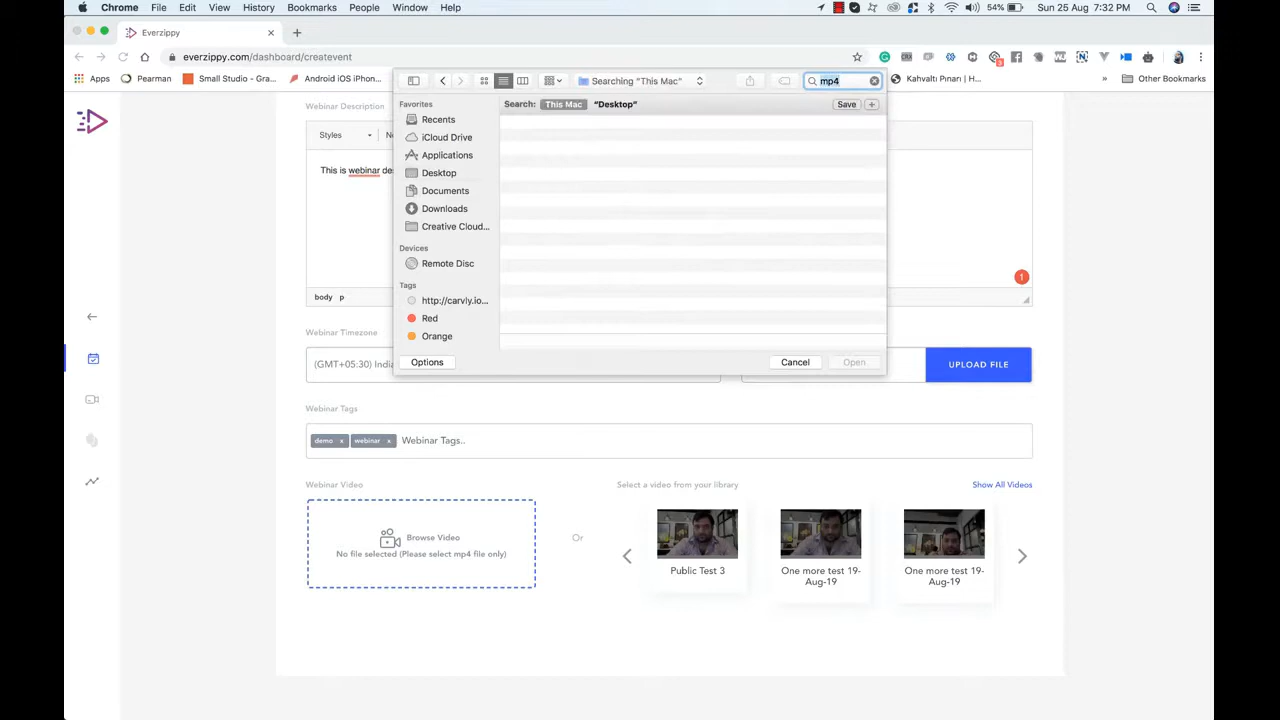 Chrome File Edit View History Bookmarks People Window Help
54% Sun 25 Aug 7:32 PM
Everzippy
everzippy.com/dashboard/createvent
Apps Pearman Small Studio - Gra... Android iOS iPhon... Kahvaltı Pınarı | H... » Other Bookmarks
Searching "This Mac" mp4
Search: This Mac "Desktop" Save
Favorites
Recents
iCloud Drive
Applications
Desktop
Documents
Downloads
Creative Cloud...
Devices
Remote Disc
Tags
http://carvly.io...
Red
Orange
Options Cancel Open
Webinar Description
Styles
This is webinar de
1
body p
Webinar Timezone
(GMT+05:30) India
UPLOAD FILE
Webinar Tags
demo x webinar x Webinar Tags..
Webinar Video Select a video from your library Show All Videos
Browse Video
No file selected (Please select mp4 file only)
Or
Public Test 3
One more test 19-
Aug-19
One more test 19-
Aug-19